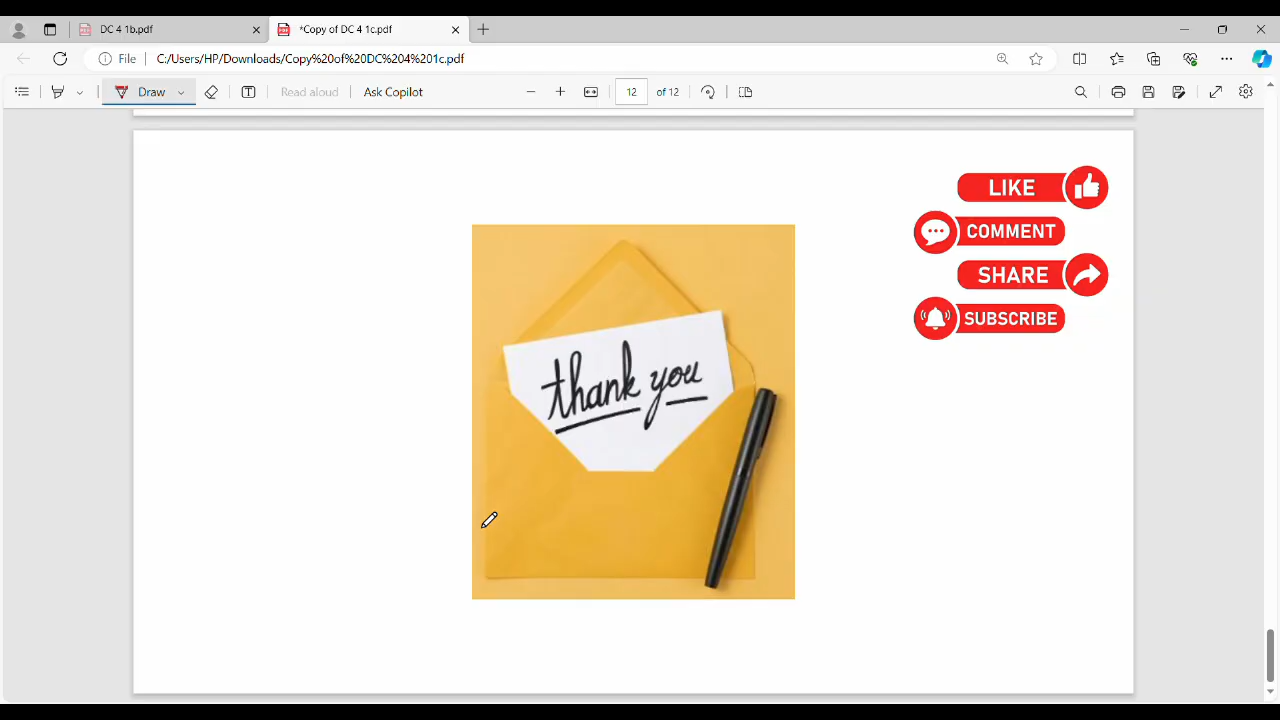 DC 4 1b.pdf
*Copy of DC 4 1c.pdf
File
C:/Users/HP/Downloads/Copy%20of%20DC%204%201c.pdf
Draw
Read aloud
Ask Copilot
12 of 12
LIKE
COMMENT
SHARE
SUBSCRIBE
thank you